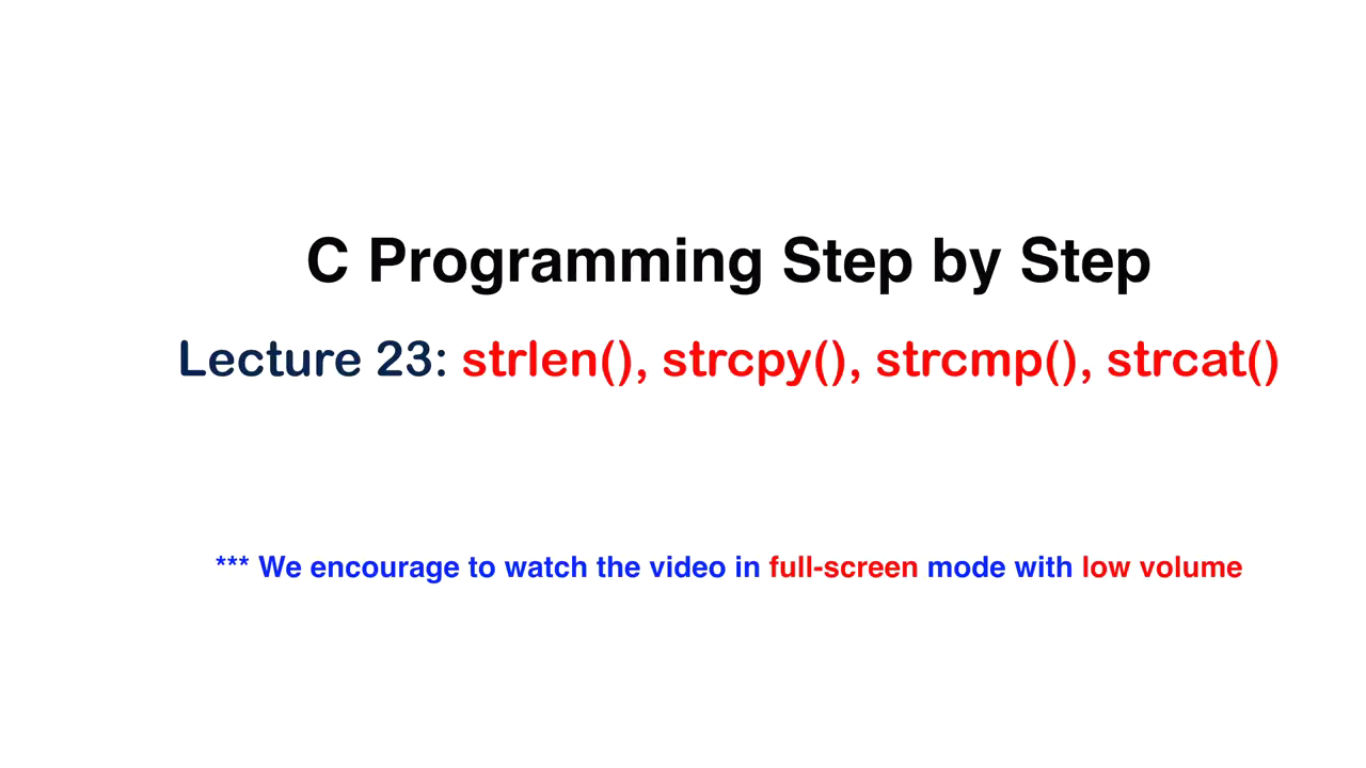 C Programming Step by Step
Lecture 23: strlen(), strcpy(), strcmp(), strcat()
*** We encourage to watch the video in full-screen mode with low volume